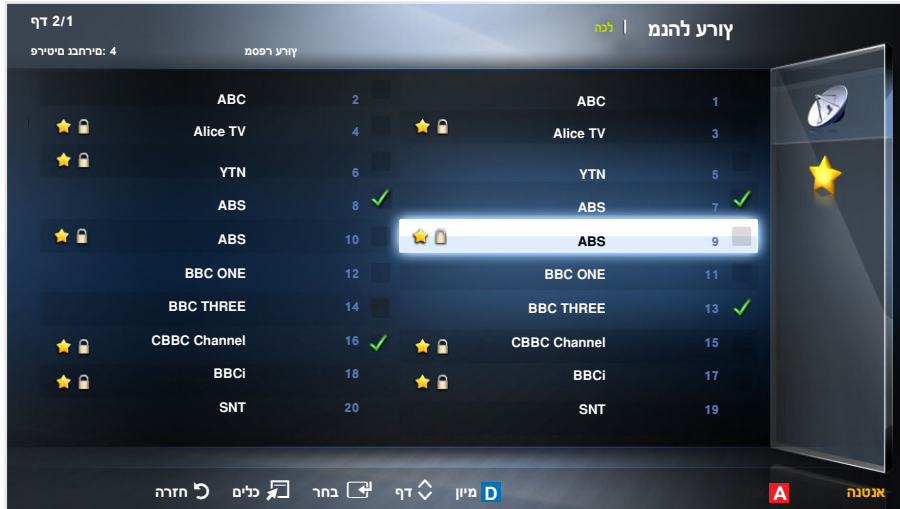 ץורע להנמ | לכה
דף 2/1
ץורע רפסמ
4 :םירחבנ םיטירפ
1 ABC 2 ABC
3 Alice TV 4 Alice TV
5 YTN 6 YTN
7 ABS 8 ABS
9 ABS 10 ABS
11 BBC ONE 12 BBC ONE
13 BBC THREE 14 BBC THREE
15 CBBC Channel 16 CBBC Channel
17 BBCi 18 BBCi
19 SNT 20 SNT
אנטנה A D מיון דף בחר כלים חזרה